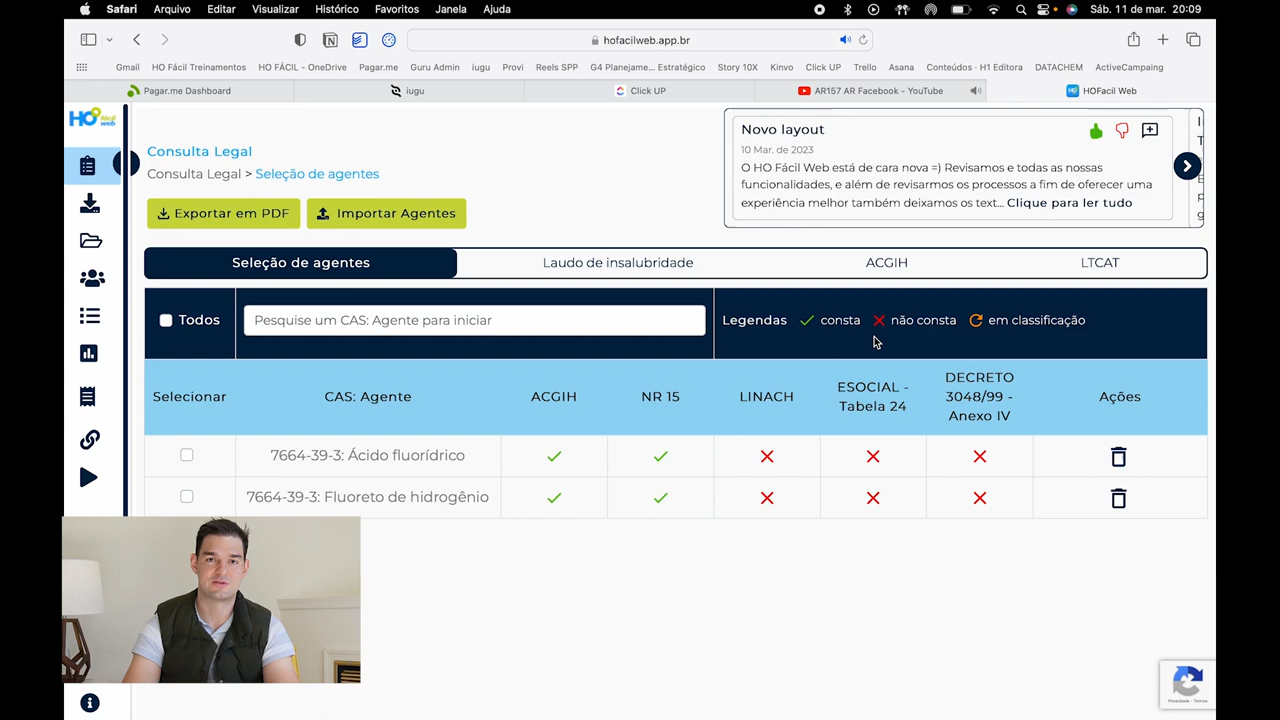 Safari Arquivo Editar Visualizar Histórico Favoritos Janela Ajuda Sáb. 11 de mar. 20:09
hofacilweb.app.br
Gmail HO Fácil Treinamentos HO FÁCIL - OneDrive Pagar.me Guru Admin iugu Provi Reels SPP G4 Planejame... Estratégico Story 10X Kinvo Click UP Trello Asana Conteúdos · H1 Editora DATACHEM ActiveCampaing
Pagar.me Dashboard iugu Click UP AR157 AR Facebook - YouTube HOFacil Web
HO fácil web
Novo layout
10 Mar. de 2023
O HO Fácil Web está de cara nova =) Revisamos e todas as nossas
funcionalidades, e além de revisarmos os processos a fim de oferecer uma
experiência melhor também deixamos os text... Clique para ler tudo
Consulta Legal
Consulta Legal > Seleção de agentes
Exportar em PDF Importar Agentes
Seleção de agentes Laudo de insalubridade ACGIH LTCAT
Todos Pesquise um CAS: Agente para iniciar Legendas consta não consta em classificação
Selecionar CAS: Agente ACGIH NR 15 LINACH ESOCIAL - Tabela 24 DECRETO 3048/99 - Anexo IV Ações
7664-39-3: Ácido fluorídrico
7664-39-3: Fluoreto de hidrogênio
Privacidade - Termos